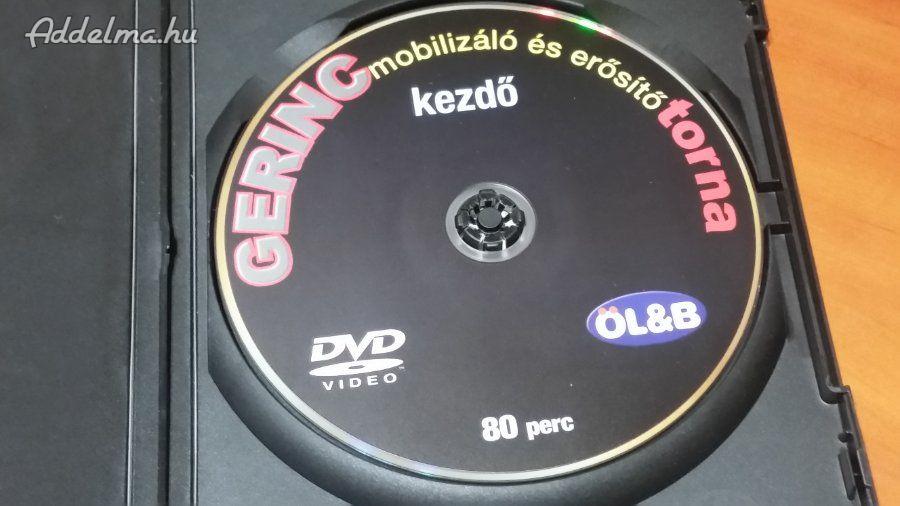 Addelma.hu
GERINC
mobilizáló és erősítő
torna
kezdő
ÖL&B
DVD
VIDEO
80 perc